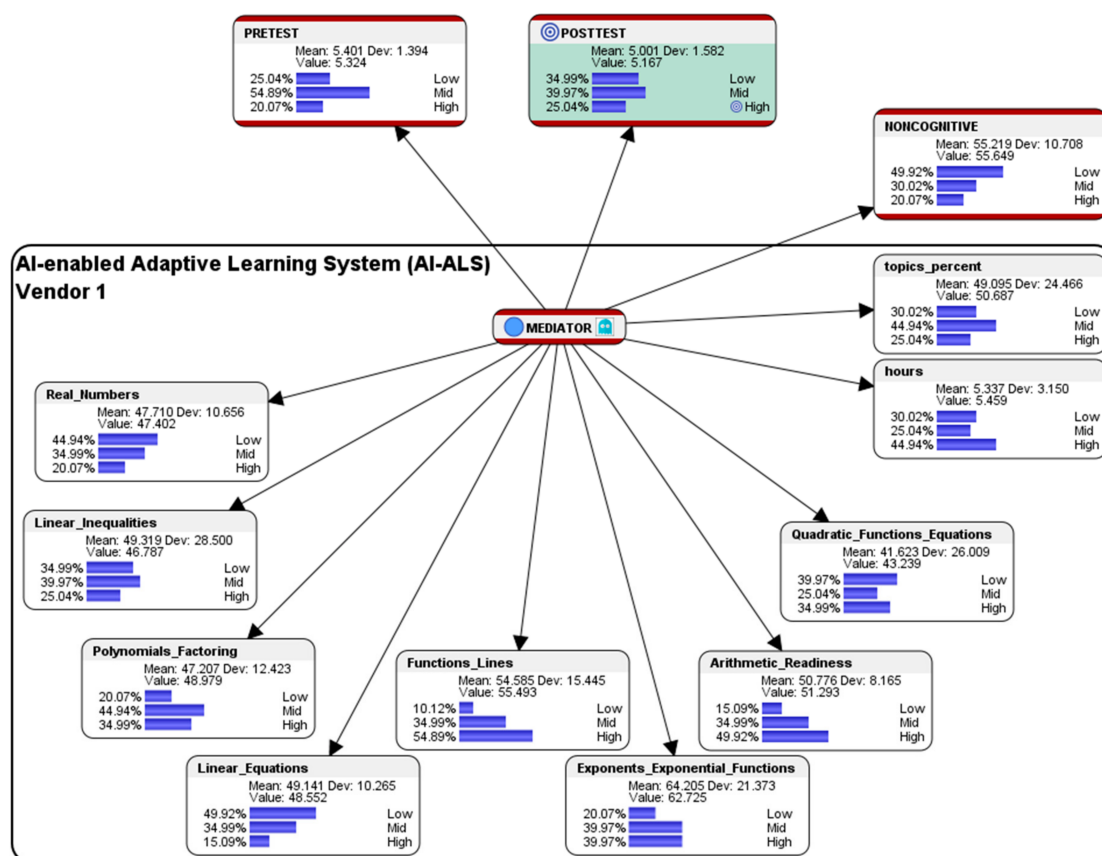 PRETEST
Mean: 5.401 Dev: 1.394
Value: 5.324
25.04% Low
54.89% Mid
20.07% High
POSTTEST
Mean: 5.001 Dev: 1.582
Value: 5.167
34.99% Low
39.97% Mid
25.04% High
NONCOGNITIVE
Mean: 55.219 Dev: 10.708
Value: 55.649
49.92% Low
30.02% Mid
20.07% High
AI-enabled Adaptive Learning System (AI-ALS)
Vendor 1
topics_percent
Mean: 49.095 Dev: 24.466
Value: 50.687
30.02% Low
44.94% Mid
25.04% High
MEDIATOR
hours
Mean: 5.337 Dev: 3.150
Value: 5.459
30.02% Low
25.04% Mid
44.94% High
Real_Numbers
Mean: 47.710 Dev: 10.656
Value: 47.402
44.94% Low
34.99% Mid
20.07% High
Linear_Inequalities
Mean: 49.319 Dev: 28.500
Value: 46.787
34.99% Low
39.97% Mid
25.04% High
Quadratic_Functions_Equations
Mean: 41.623 Dev: 26.009
Value: 43.239
39.97% Low
25.04% Mid
34.99% High
Polynomials_Factoring
Mean: 47.207 Dev: 12.423
Value: 48.979
20.07% Low
44.94% Mid
34.99% High
Functions_Lines
Mean: 54.585 Dev: 15.445
Value: 55.493
10.12% Low
34.99% Mid
54.89% High
Arithmetic_Readiness
Mean: 50.776 Dev: 8.165
Value: 51.293
15.09% Low
34.99% Mid
49.92% High
Linear_Equations
Mean: 49.141 Dev: 10.265
Value: 48.552
49.92% Low
34.99% Mid
15.09% High
Exponents_Exponential_Functions
Mean: 64.205 Dev: 21.373
Value: 62.725
20.07% Low
39.97% Mid
39.97% High